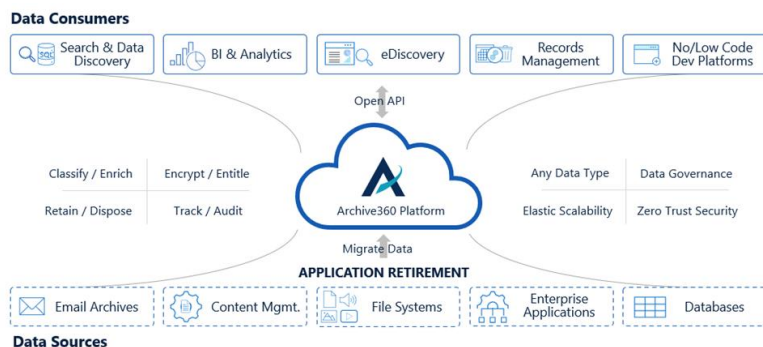 Data Consumers
Search & Data
Discovery
SQL
BI & Analytics
eDiscovery
Records
Management
No/Low Code
Dev Platforms
Open API
Classify / Enrich
Encrypt / Entitle
Retain / Dispose
Track / Audit
Archive360 Platform
Any Data Type
Data Governance
Elastic Scalability
Zero Trust Security
Migrate Data
APPLICATION RETIREMENT
Email Archives
Content Mgmt.
File Systems
Enterprise
Applications
Databases
Data Sources